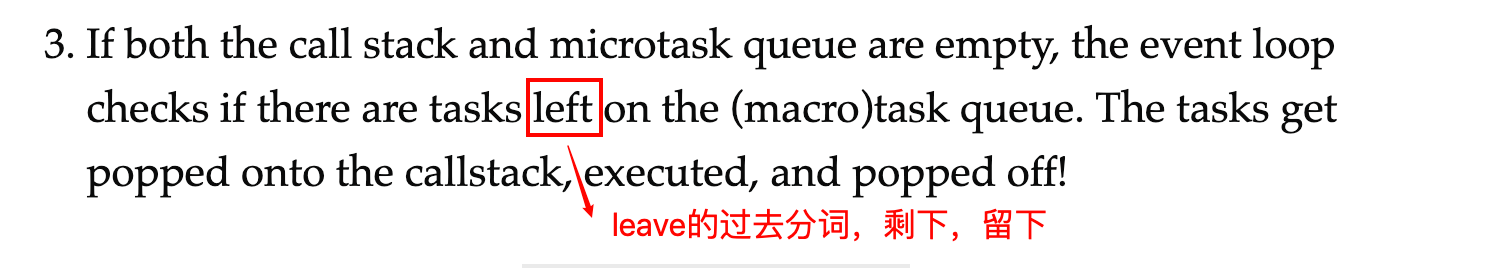 3. If both the call stack and microtask queue are empty, the event loop
checks if there are tasks left on the (macro)task queue. The tasks get
popped onto the callstack, executed, and popped off!
leave的过去分词，剩下，留下